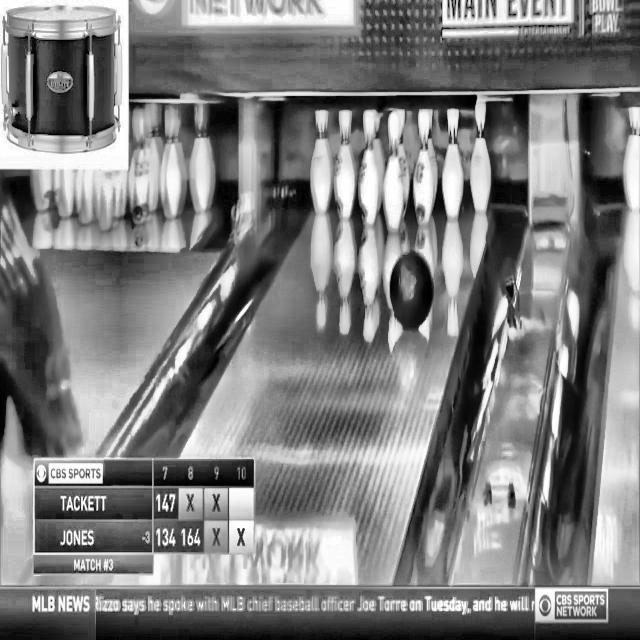 NETWORK
MAIN EVENT
BOWL
PLAY
CBS SPORTS 7 8 9 10
TACKETT 147 X X
JONES -3 134 164 X X
MATCH #3
MLB NEWS Rizzo says he spoke with MLB chief baseball officer Joe Torre on Tuesday, and he will
CBS SPORTS
NETWORK